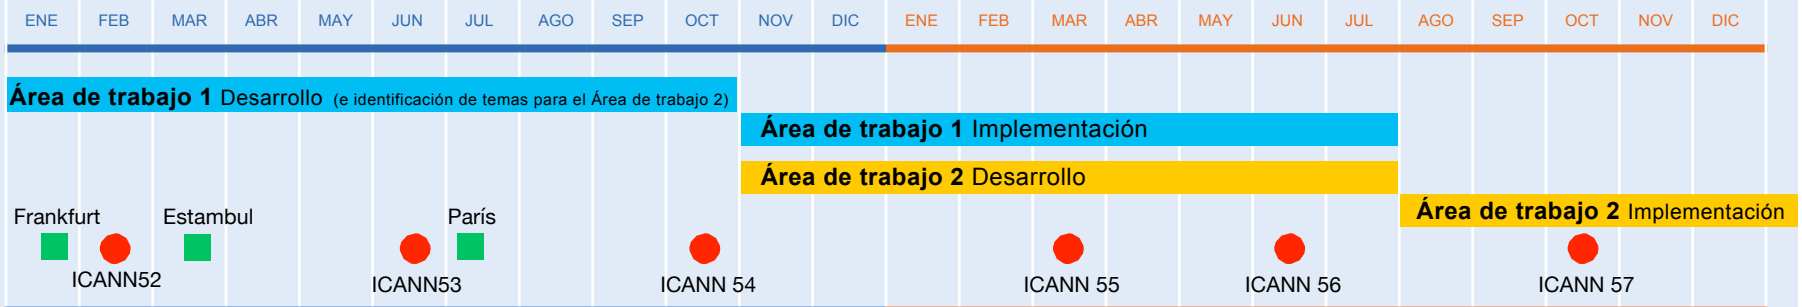 ENE FEB MAR ABR MAY JUN JUL AGO SEP OCT NOV DIC ENE FEB MAR ABR MAY JUN JUL AGO SEP OCT NOV DIC
Área de trabajo 1 Desarrollo (e identificación de temas para el Área de trabajo 2)
Área de trabajo 1 Implementación
Área de trabajo 2 Desarrollo
Área de trabajo 2 Implementación
Frankfurt Estambul París
ICANN52 ICANN53 ICANN 54 ICANN 55 ICANN 56 ICANN 57